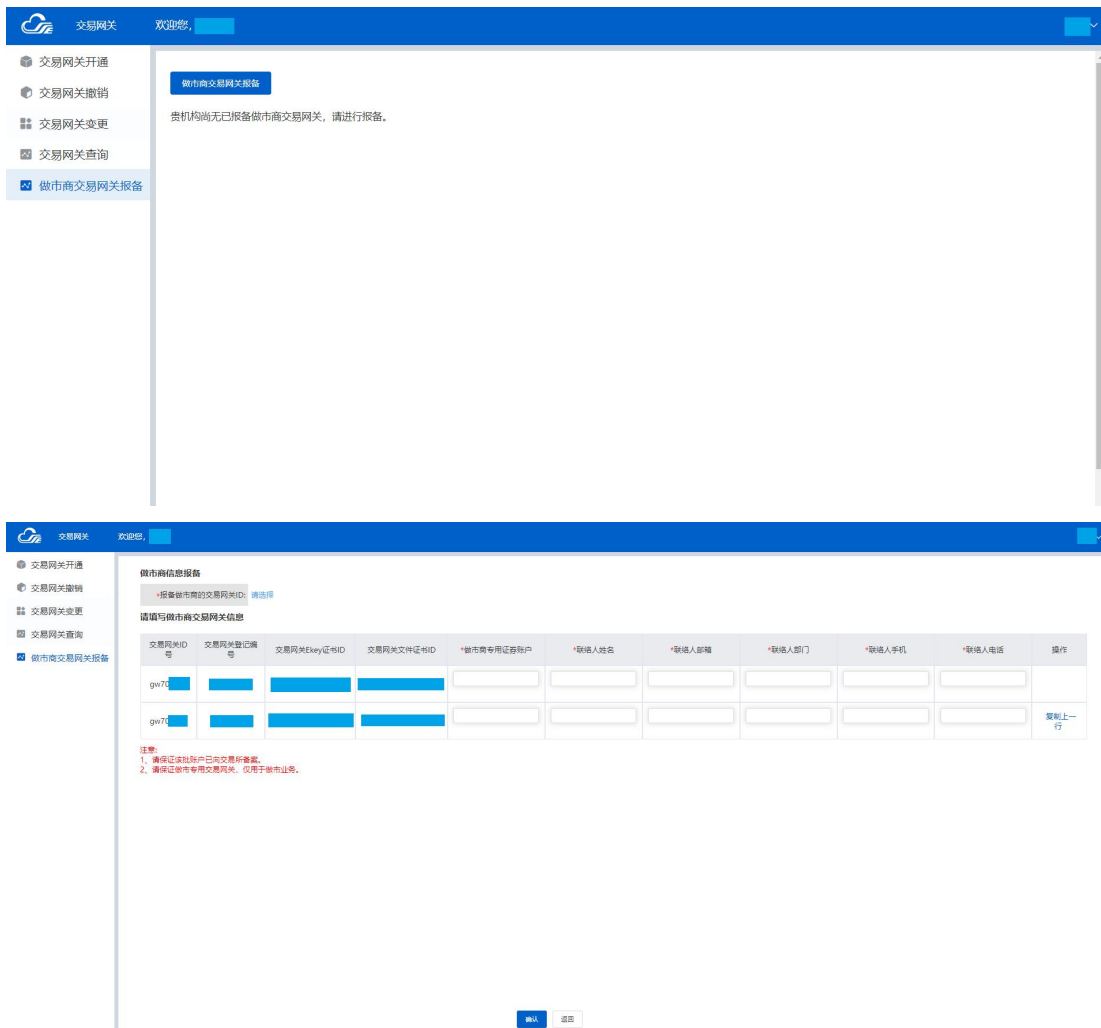 交易网关 欢迎您,
交易网关开通
交易网关撤销
交易网关变更
交易网关查询
做市商交易网关报备
做市商交易网关报备
贵机构尚无已报备做市商交易网关，请进行报备。
交易网关 欢迎您,
交易网关开通
交易网关撤销
交易网关变更
交易网关查询
做市商交易网关报备
做市商信息报备
*报备做市商的交易网关ID: 请选择
请填写做市商交易网关信息
交易网关ID号 交易网关登记编号 交易网关Ekey证书ID 交易网关文件证书ID *做市商专用证券账户 *联络人姓名 *联络人邮箱 *联络人部门 *联络人手机 *联络人电话 操作
gw70
gw70 复制上一行
注意:
1、请保证该批账户已向交易所备案。
2、请保证做市专用交易网关，仅用于做市业务。
确认 返回